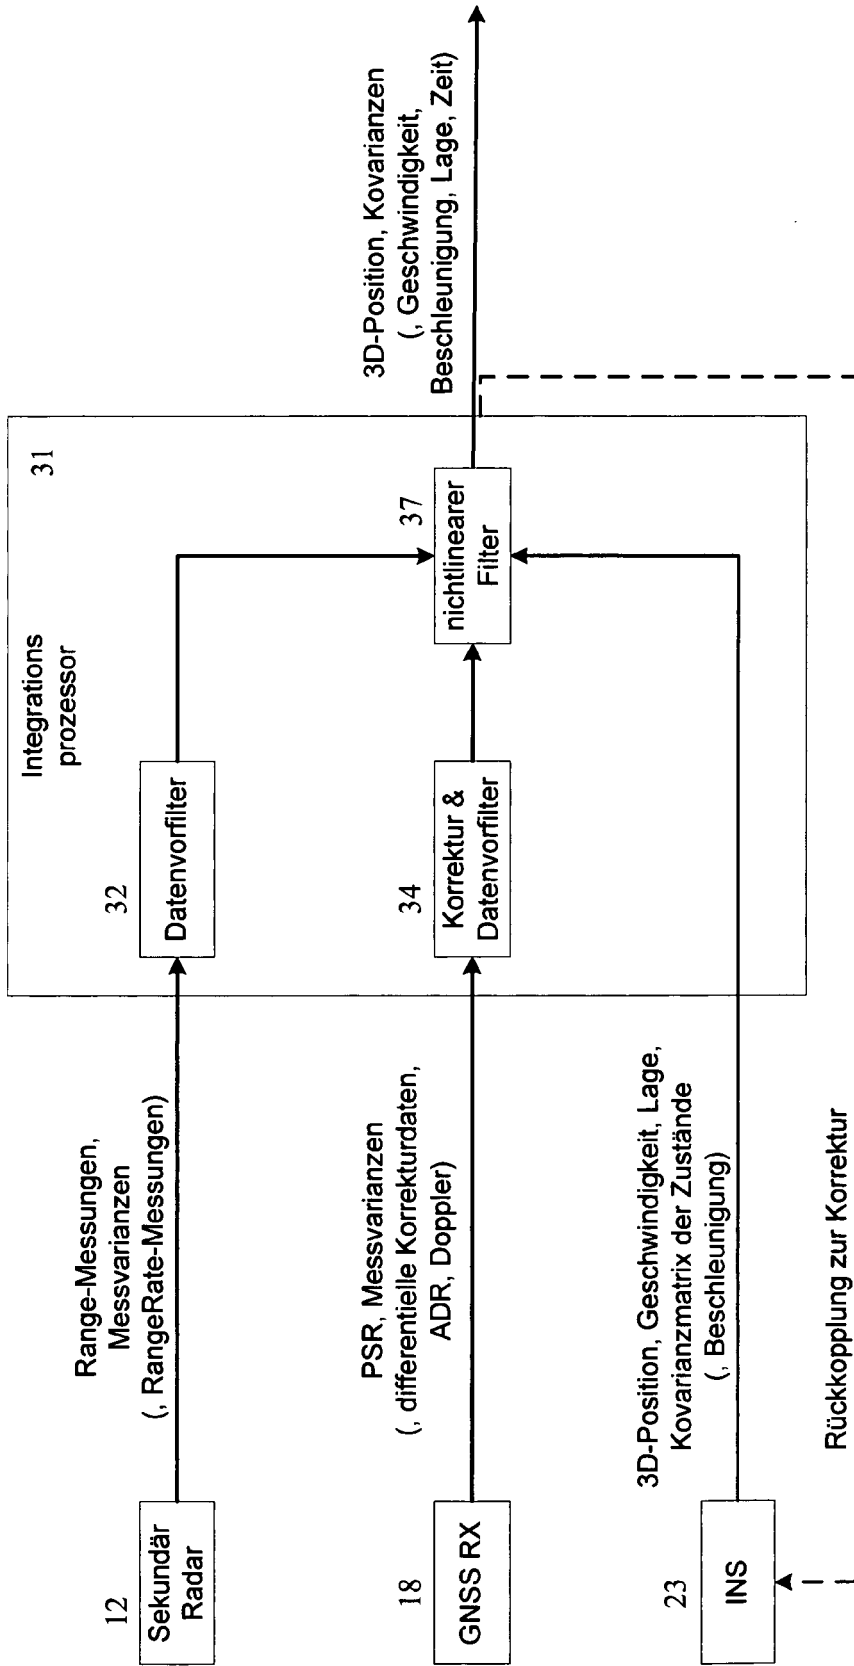 12
Sekundär
Radar
Range-Messungen,
Messvarianzen
(, RangeRate-Messungen)
Integrations
prozessor
31
32
Datenvorfilter
18
GNSS RX
PSR, Messvarianzen
(, differentielle Korrekturdaten,
ADR, Doppler)
34
Korrektur &
Datenvorfilter
37
nichtlinearer
Filter
3D-Position, Kovarianzen
(, Geschwindigkeit,
Beschleunigung, Lage, Zeit)
23
INS
3D-Position, Geschwindigkeit, Lage,
Kovarianzmatrix der Zustände
(, Beschleunigung)
Rückkopplung zur Korrektur